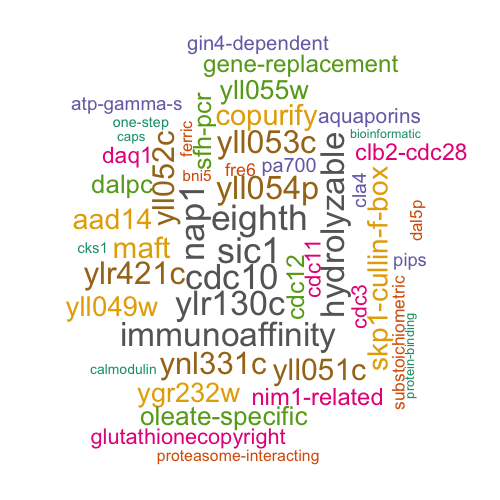 gin4-dependent
gene-replacement
yll055w
atp-gamma-s
copurify
aquaporins
one-step
caps
ferric
sfh-pcr
yll053c
bioinformatic
daq1
yll052c
hydrolyzable
clb2-cdc28
bni5
fre6
pa700
dalpc
yll054p
cla4
skp1-cullin-f-box
aad14
nap1
eighth
dal5p
cks1
maft
sic1
cdc11
pips
ylr421c
cdc10
cdc12
cdc3
substoichiometric
protein-binding
yll049w
ylr130c
immunoaffinity
calmodulin
ynl331c
yll051c
ygr232w
nim1-related
oleate-specific
glutathionecopyright
proteasome-interacting